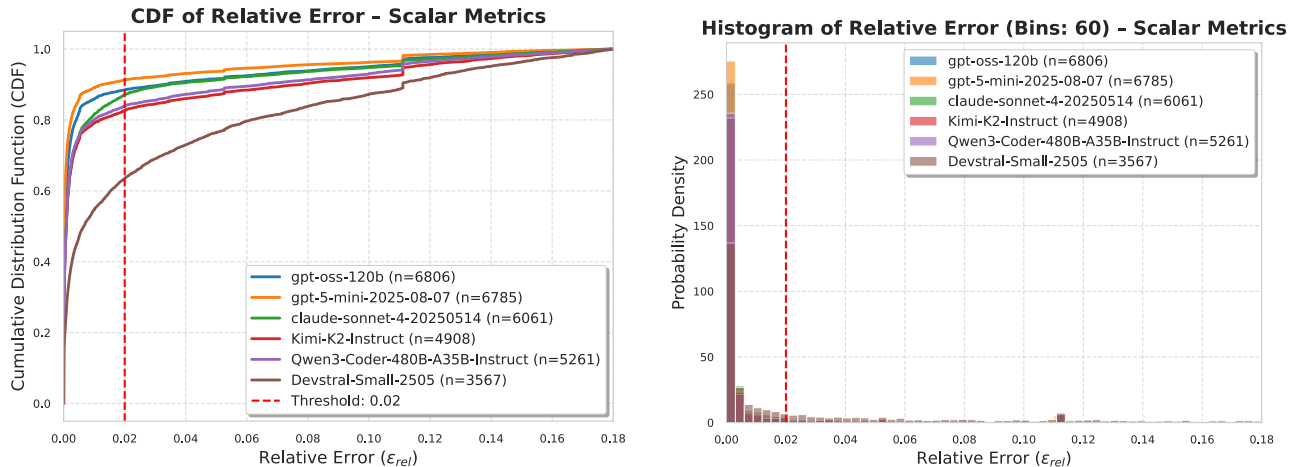 CDF of Relative Error – Scalar Metrics
Cumulative Distribution Function (CDF)
1.0
0.8
0.6
0.4
0.2
0.0
gpt-oss-120b (n=6806)
gpt-5-mini-2025-08-07 (n=6785)
claude-sonnet-4-20250514 (n=6061)
Kimi-K2-Instruct (n=4908)
Qwen3-Coder-480B-A35B-Instruct (n=5261)
Devstral-Small-2505 (n=3567)
Threshold: 0.02
0.00 0.02 0.04 0.06 0.08 0.10 0.12 0.14 0.16 0.18
Relative Error (ε_rel)
Histogram of Relative Error (Bins: 60) – Scalar Metrics
Probability Density
250
200
150
100
50
0
gpt-oss-120b (n=6806)
gpt-5-mini-2025-08-07 (n=6785)
claude-sonnet-4-20250514 (n=6061)
Kimi-K2-Instruct (n=4908)
Qwen3-Coder-480B-A35B-Instruct (n=5261)
Devstral-Small-2505 (n=3567)
0.00 0.02 0.04 0.06 0.08 0.10 0.12 0.14 0.16 0.18
Relative Error (ε_rel)